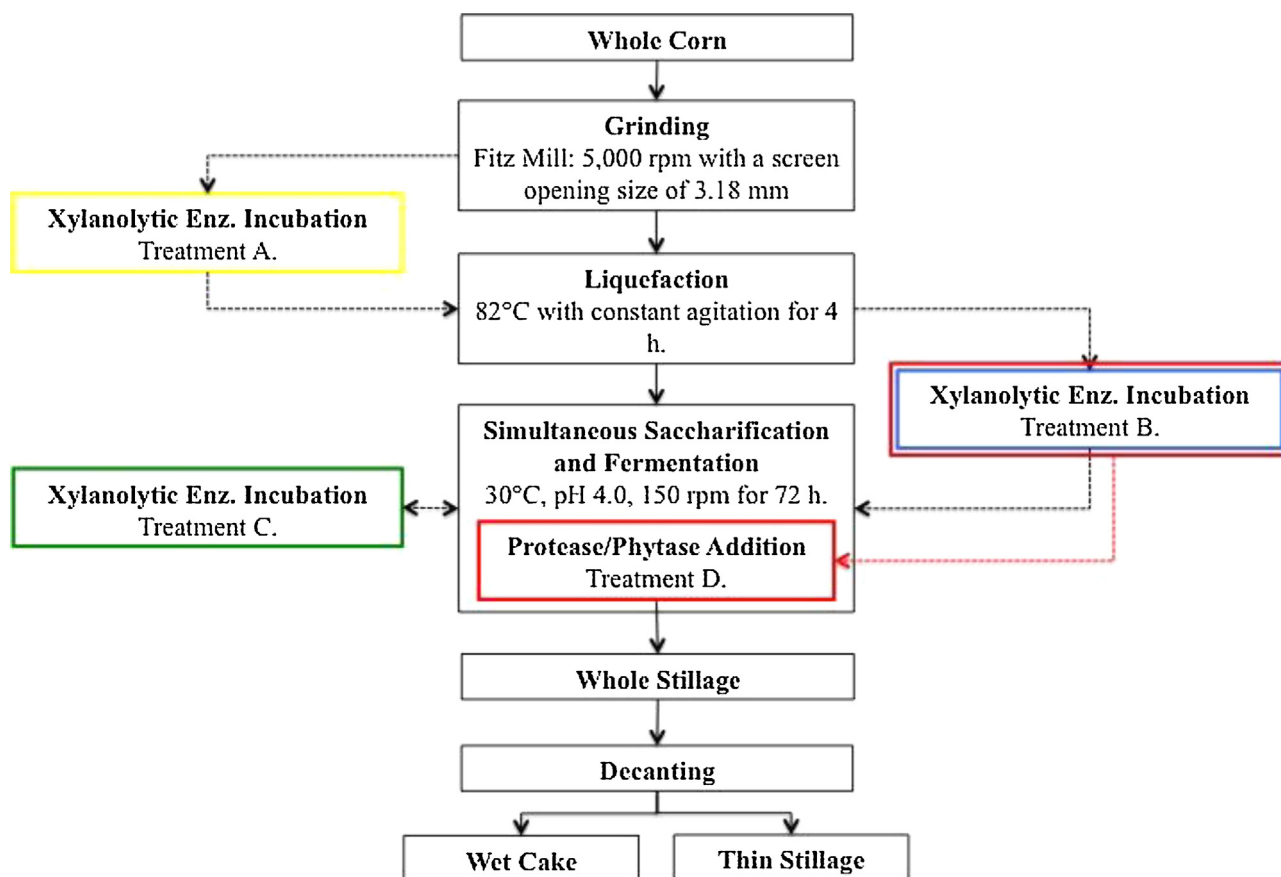 Whole Corn
Grinding
Fitz Mill: 5,000 rpm with a screen
opening size of 3.18 mm
Xylanolytic Enz. Incubation
Treatment A.
Liquefaction
82°C with constant agitation for 4
h.
Xylanolytic Enz. Incubation
Treatment B.
Simultaneous Saccharification
and Fermentation
30°C, pH 4.0, 150 rpm for 72 h.
Xylanolytic Enz. Incubation
Treatment C.
Protease/Phytase Addition
Treatment D.
Whole Stillage
Decanting
Wet Cake
Thin Stillage